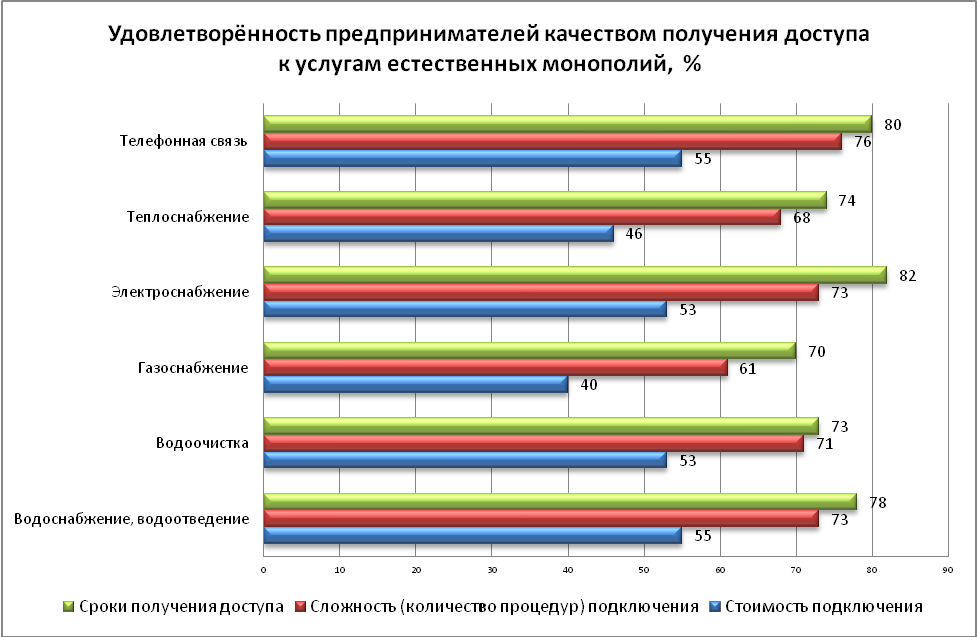 Удовлетворённость предпринимателей качеством получения доступа
к услугам естественных монополий, %
Телефонная связь
80
76
55
Теплоснабжение
74
68
46
Электроснабжение
82
73
53
Газоснабжение
70
61
40
Водоочистка
73
71
53
Водоснабжение, водоотведение
78
73
55
0 10 20 30 40 50 60 70 80 90
Сроки получения доступа Сложность (количество процедур) подключения Стоимость подключения